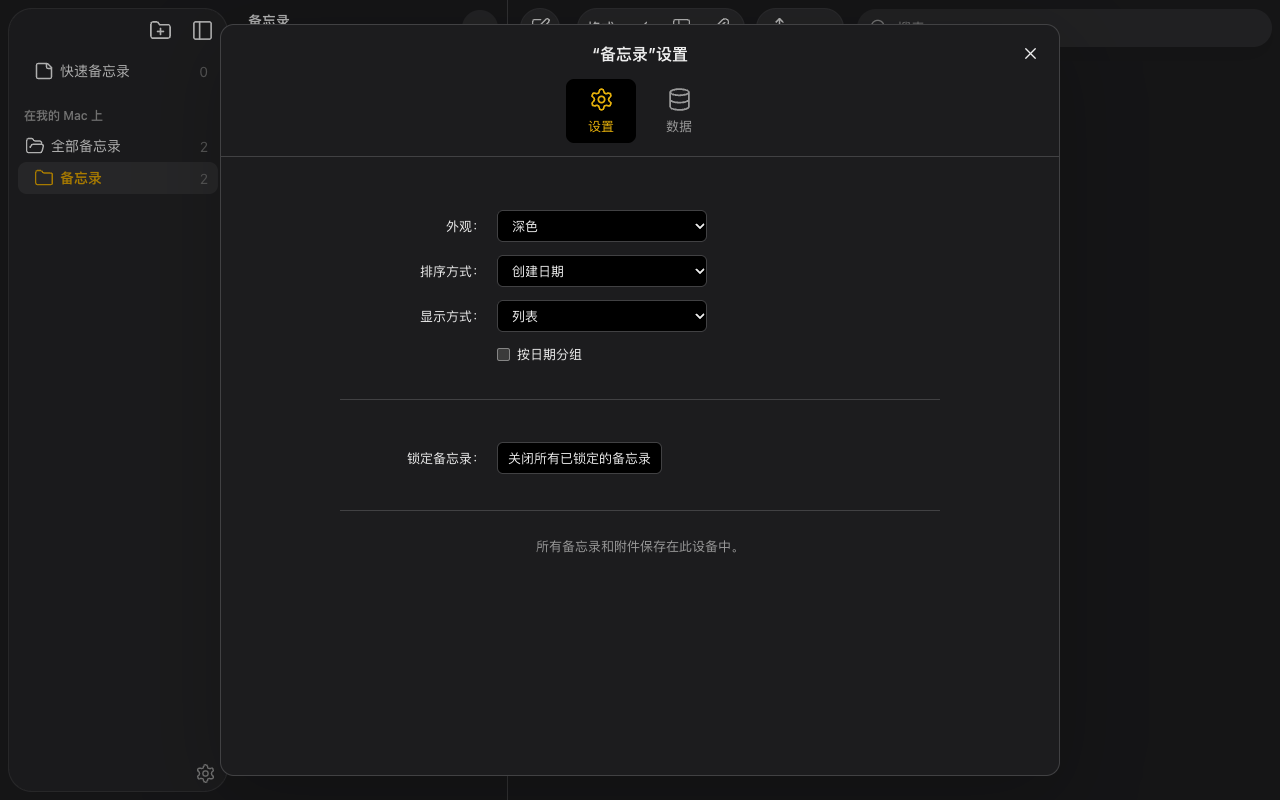 备忘录
快速备忘录 0
在我的 Mac 上
全部备忘录 2
备忘录 2
“备忘录”设置
设置 数据
外观： 深色
排序方式： 创建日期
显示方式： 列表
按日期分组
锁定备忘录： 关闭所有已锁定的备忘录
所有备忘录和附件保存在此设备中。